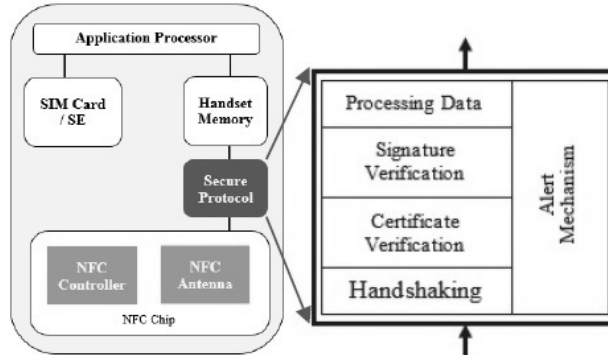 Application Processor
SIM Card
/ SE
Handset
Memory
Secure
Protocol
NFC
Controller
NFC
Antenna
NFC Chip
Processing Data
Signature
Verification
Certificate
Verification
Handshaking
Alert
Mechanism